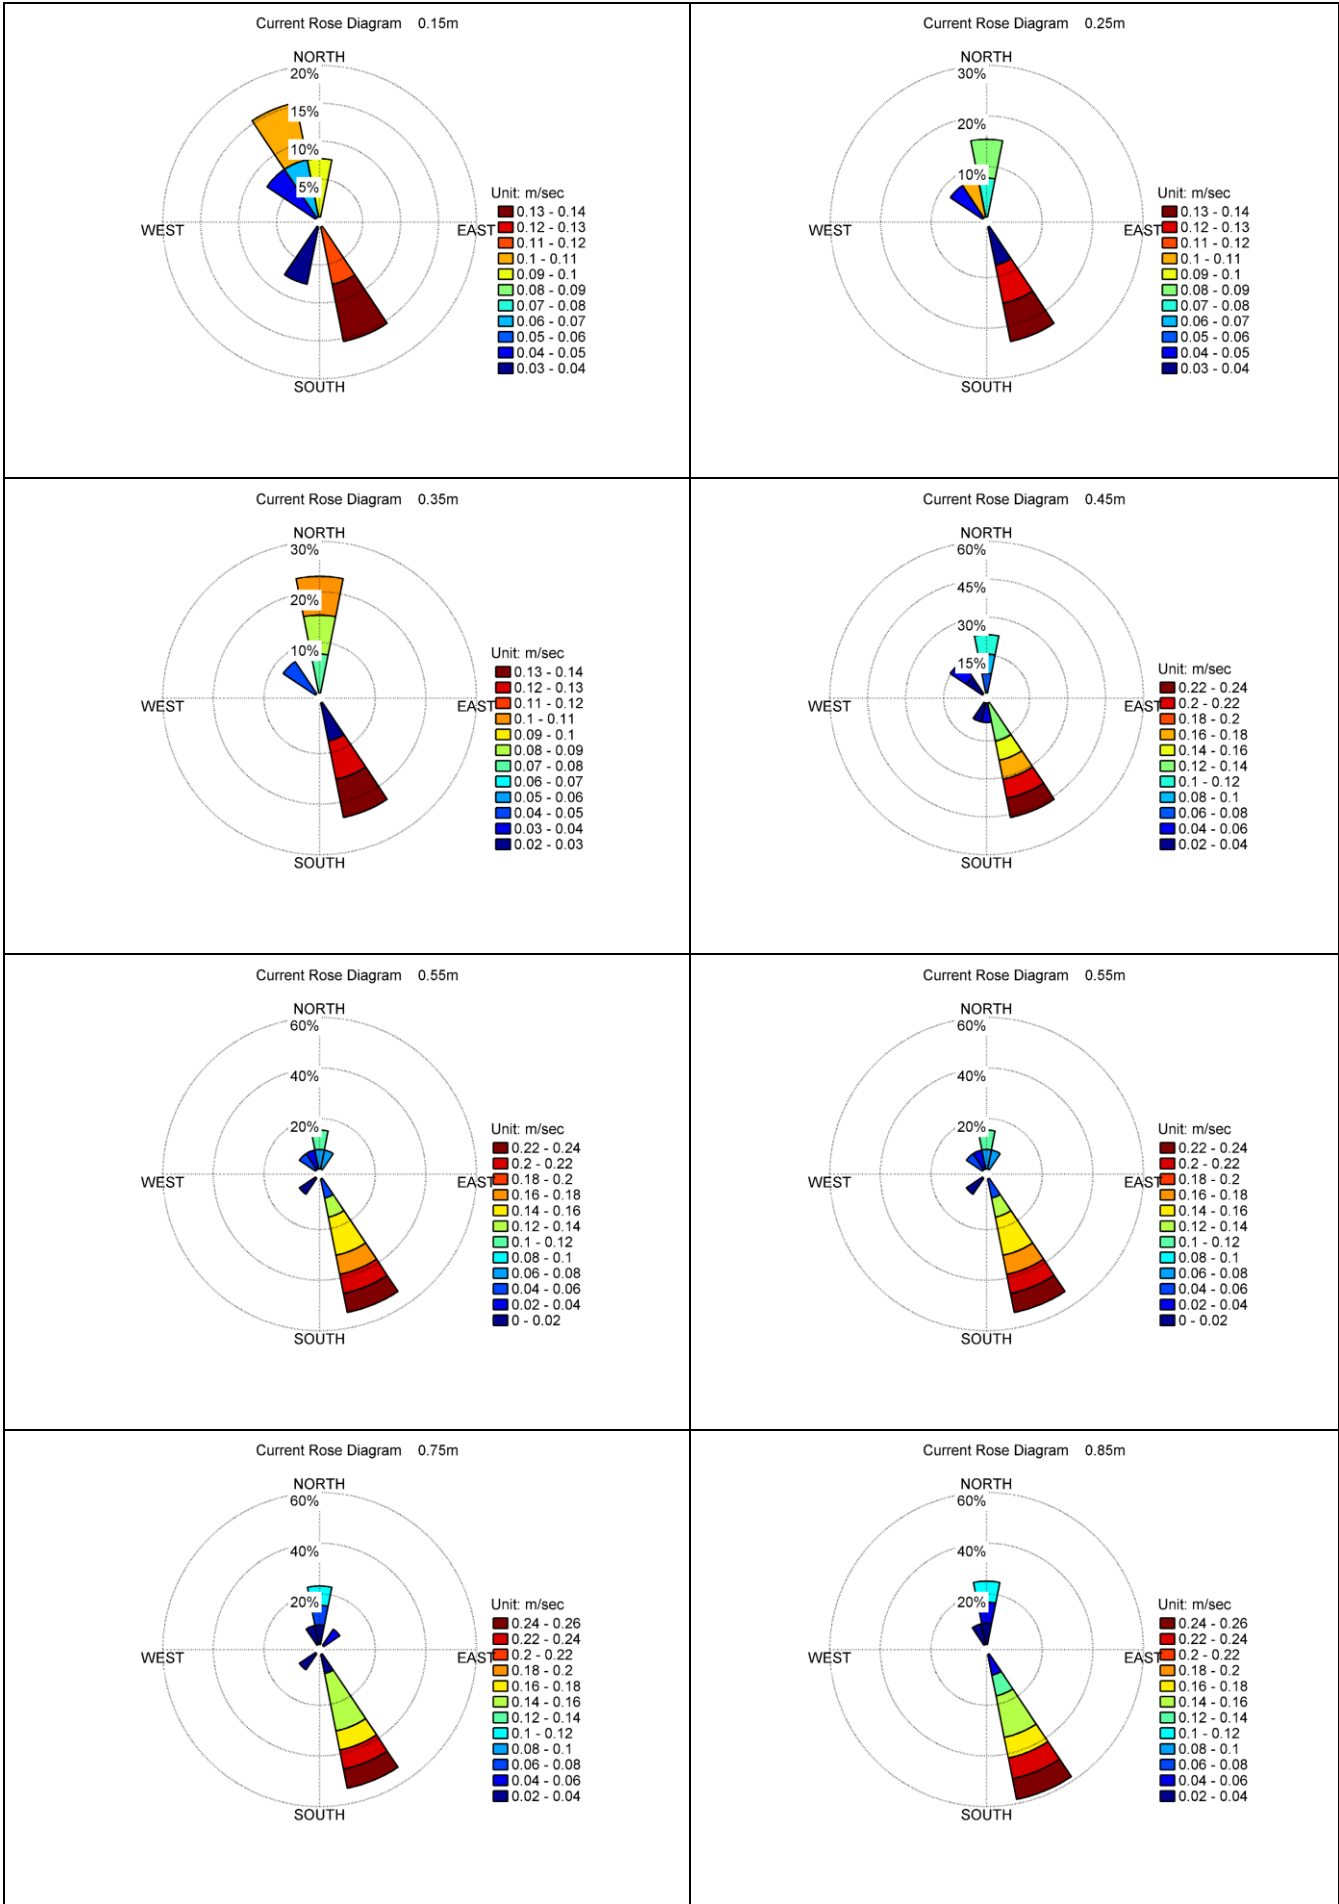 Current Rose Diagram 0.15m
NORTH
20%
15%
10%
5%
WEST
EAST
SOUTH
Unit: m/sec
0.13 - 0.14
0.12 - 0.13
0.11 - 0.12
0.1 - 0.11
0.09 - 0.1
0.08 - 0.09
0.07 - 0.08
0.06 - 0.07
0.05 - 0.06
0.04 - 0.05
0.03 - 0.04
Current Rose Diagram 0.25m
NORTH
30%
20%
10%
WEST
EAST
SOUTH
Unit: m/sec
0.13 - 0.14
0.12 - 0.13
0.11 - 0.12
0.1 - 0.11
0.09 - 0.1
0.08 - 0.09
0.07 - 0.08
0.06 - 0.07
0.05 - 0.06
0.04 - 0.05
0.03 - 0.04
Current Rose Diagram 0.35m
NORTH
30%
20%
10%
WEST
EAST
SOUTH
Unit: m/sec
0.13 - 0.14
0.12 - 0.13
0.11 - 0.12
0.1 - 0.11
0.09 - 0.1
0.08 - 0.09
0.07 - 0.08
0.06 - 0.07
0.05 - 0.06
0.04 - 0.05
0.03 - 0.04
0.02 - 0.03
Current Rose Diagram 0.45m
NORTH
60%
45%
30%
15%
WEST
EAST
SOUTH
Unit: m/sec
0.22 - 0.24
0.2 - 0.22
0.18 - 0.2
0.16 - 0.18
0.14 - 0.16
0.12 - 0.14
0.1 - 0.12
0.08 - 0.1
0.06 - 0.08
0.04 - 0.06
0.02 - 0.04
Current Rose Diagram 0.55m
NORTH
60%
40%
20%
WEST
EAST
SOUTH
Unit: m/sec
0.22 - 0.24
0.2 - 0.22
0.18 - 0.2
0.16 - 0.18
0.14 - 0.16
0.12 - 0.14
0.1 - 0.12
0.08 - 0.1
0.06 - 0.08
0.04 - 0.06
0.02 - 0.04
0 - 0.02
Current Rose Diagram 0.55m
NORTH
60%
40%
20%
WEST
EAST
SOUTH
Unit: m/sec
0.22 - 0.24
0.2 - 0.22
0.18 - 0.2
0.16 - 0.18
0.14 - 0.16
0.12 - 0.14
0.1 - 0.12
0.08 - 0.1
0.06 - 0.08
0.04 - 0.06
0.02 - 0.04
0 - 0.02
Current Rose Diagram 0.75m
NORTH
60%
40%
20%
WEST
EAST
SOUTH
Unit: m/sec
0.24 - 0.26
0.22 - 0.24
0.2 - 0.22
0.18 - 0.2
0.16 - 0.18
0.14 - 0.16
0.12 - 0.14
0.1 - 0.12
0.08 - 0.1
0.06 - 0.08
0.04 - 0.06
0.02 - 0.04
Current Rose Diagram 0.85m
NORTH
60%
40%
20%
WEST
EAST
SOUTH
Unit: m/sec
0.24 - 0.26
0.22 - 0.24
0.2 - 0.22
0.18 - 0.2
0.16 - 0.18
0.14 - 0.16
0.12 - 0.14
0.1 - 0.12
0.08 - 0.1
0.06 - 0.08
0.04 - 0.06
0.02 - 0.04